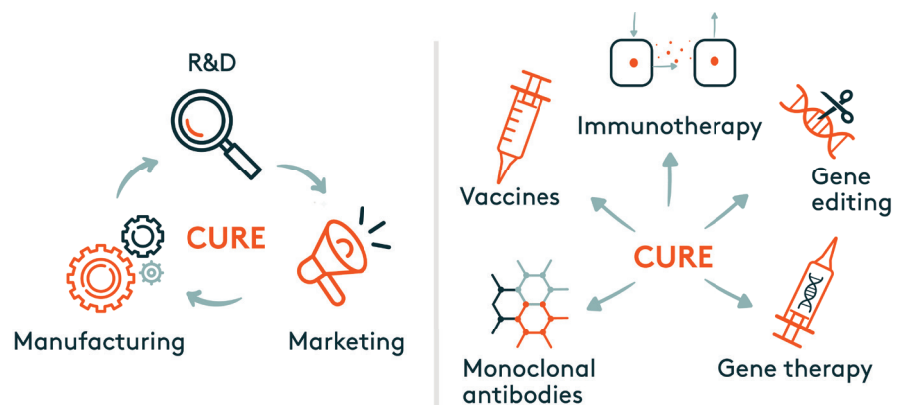 R&D
CURE
Manufacturing
Marketing
Immunotherapy
Vaccines
Gene
editing
CURE
Monoclonal
antibodies
Gene therapy